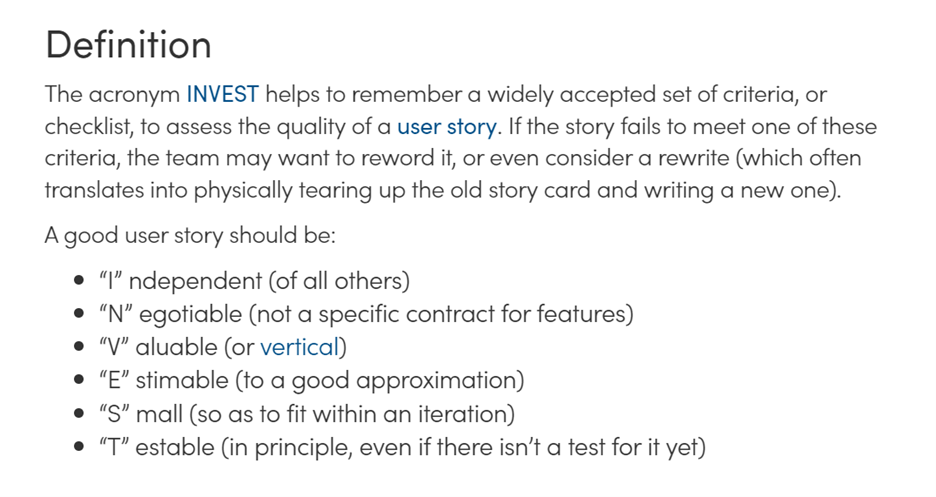 Definition
The acronym INVEST helps to remember a widely accepted set of criteria, or
checklist, to assess the quality of a user story. If the story fails to meet one of these
criteria, the team may want to reword it, or even consider a rewrite (which often
translates into physically tearing up the old story card and writing a new one).
A good user story should be:
• “I” ndependent (of all others)
• “N” egotiable (not a specific contract for features)
• “V” aluable (or vertical)
• “E” stimable (to a good approximation)
• “S” mall (so as to fit within an iteration)
• “T” estable (in principle, even if there isn’t a test for it yet)